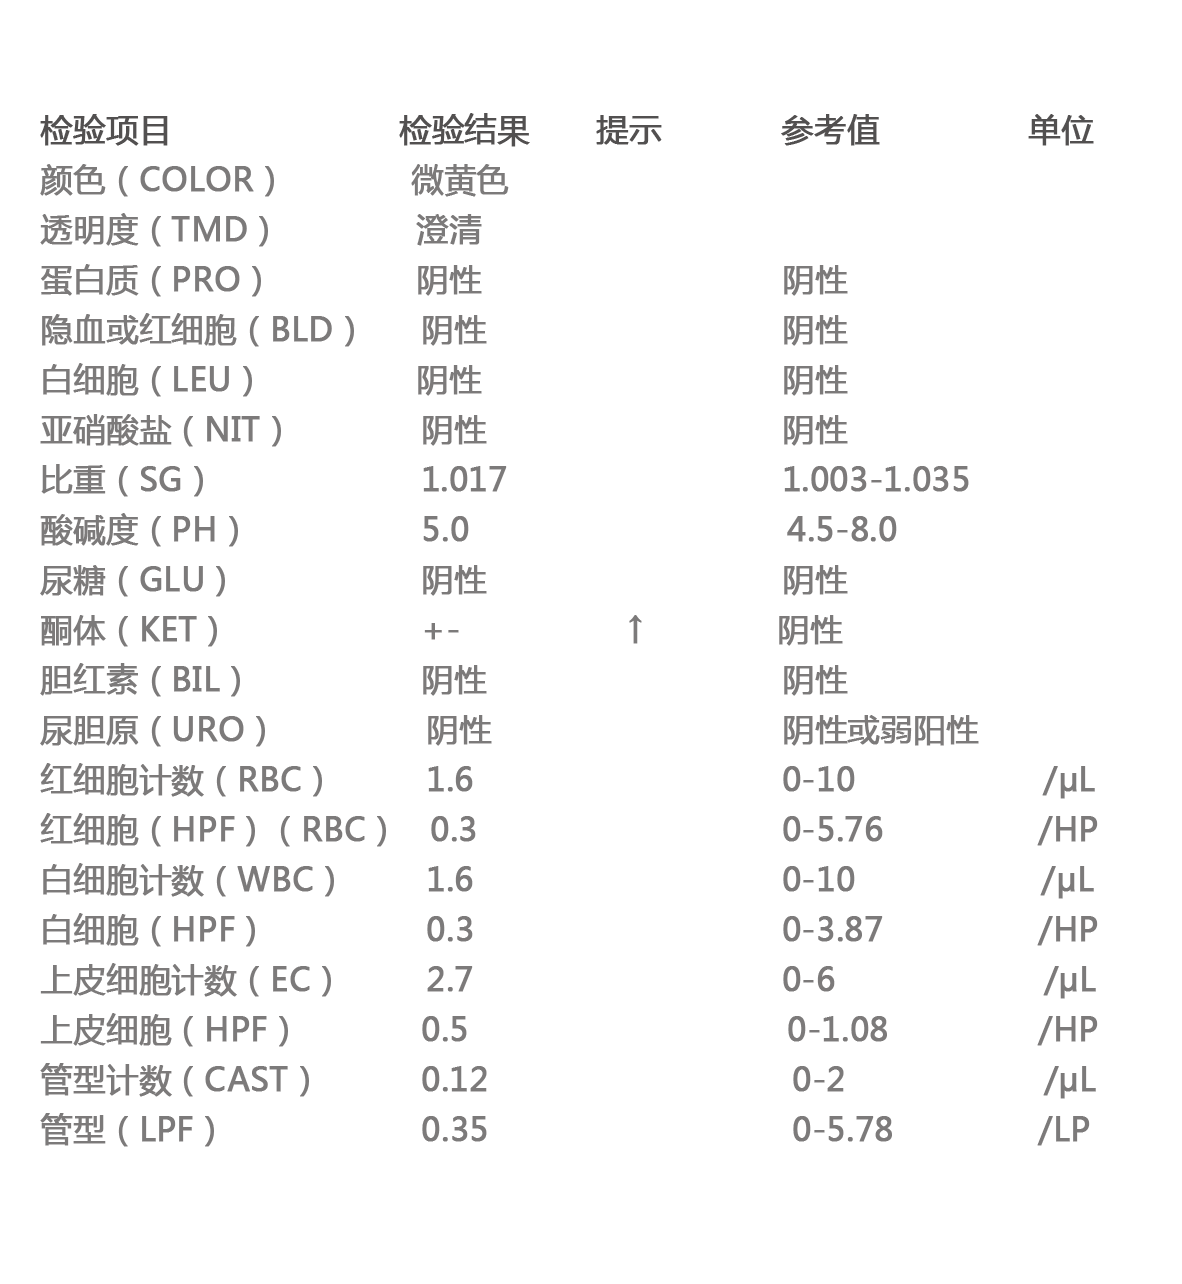 检验项目 检验结果 提示 参考值 单位
颜色（COLOR） 微黄色
透明度（TMD） 澄清
蛋白质（PRO） 阴性 阴性
隐血或红细胞（BLD） 阴性 阴性
白细胞（LEU） 阴性 阴性
亚硝酸盐（NIT） 阴性 阴性
比重（SG） 1.017 1.003-1.035
酸碱度（PH） 5.0 4.5-8.0
尿糖（GLU） 阴性 阴性
酮体（KET） +- ↑ 阴性
胆红素（BIL） 阴性 阴性
尿胆原（URO） 阴性 阴性或弱阳性
红细胞计数（RBC） 1.6 0-10 /μL
红细胞（HPF）（RBC） 0.3 0-5.76 /HP
白细胞计数（WBC） 1.6 0-10 /μL
白细胞（HPF） 0.3 0-3.87 /HP
上皮细胞计数（EC） 2.7 0-6 /μL
上皮细胞（HPF） 0.5 0-1.08 /HP
管型计数（CAST） 0.12 0-2 /μL
管型（LPF） 0.35 0-5.78 /LP